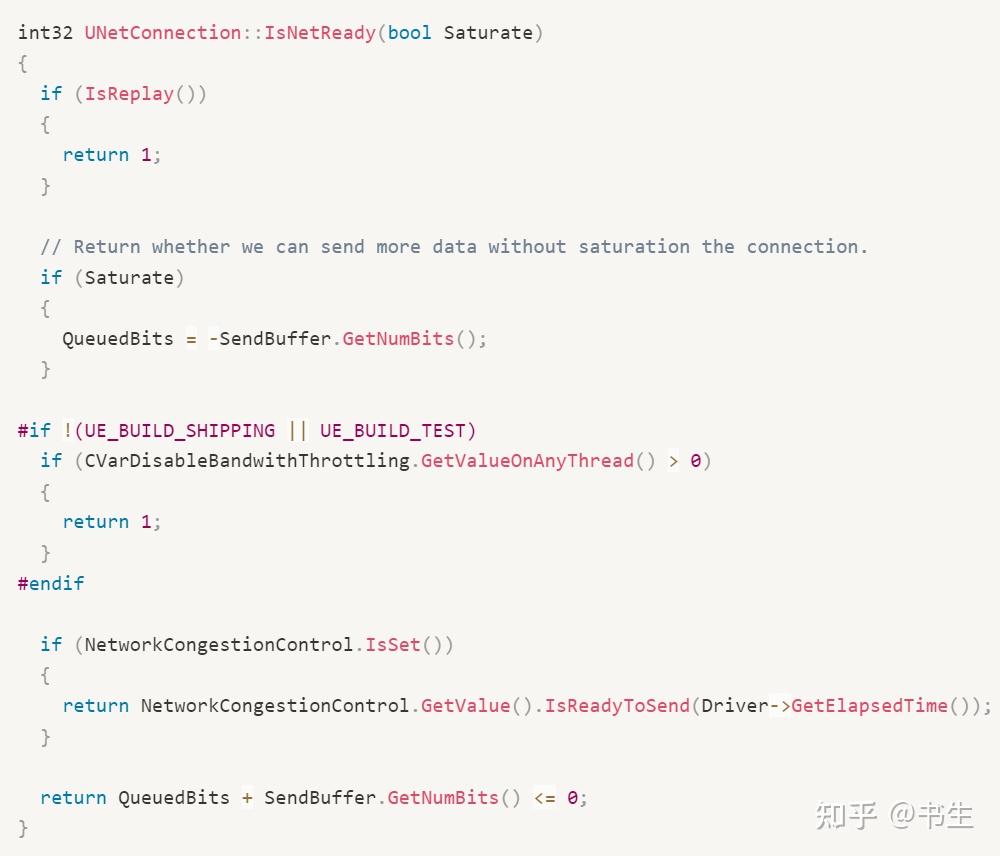 int32 UNetConnection::IsNetReady(bool Saturate)
{
  if (IsReplay())
  {
    return 1;
  }

  // Return whether we can send more data without saturation the connection.
  if (Saturate)
  {
    QueuedBits = -SendBuffer.GetNumBits();
  }

#if !(UE_BUILD_SHIPPING || UE_BUILD_TEST)
  if (CVarDisableBandwithThrottling.GetValueOnAnyThread() > 0)
  {
    return 1;
  }
#endif

  if (NetworkCongestionControl.IsSet())
  {
    return NetworkCongestionControl.GetValue().IsReadyToSend(Driver->GetElapsedTime());
  }

  return QueuedBits + SendBuffer.GetNumBits() <= 0;
}
知乎 @书生